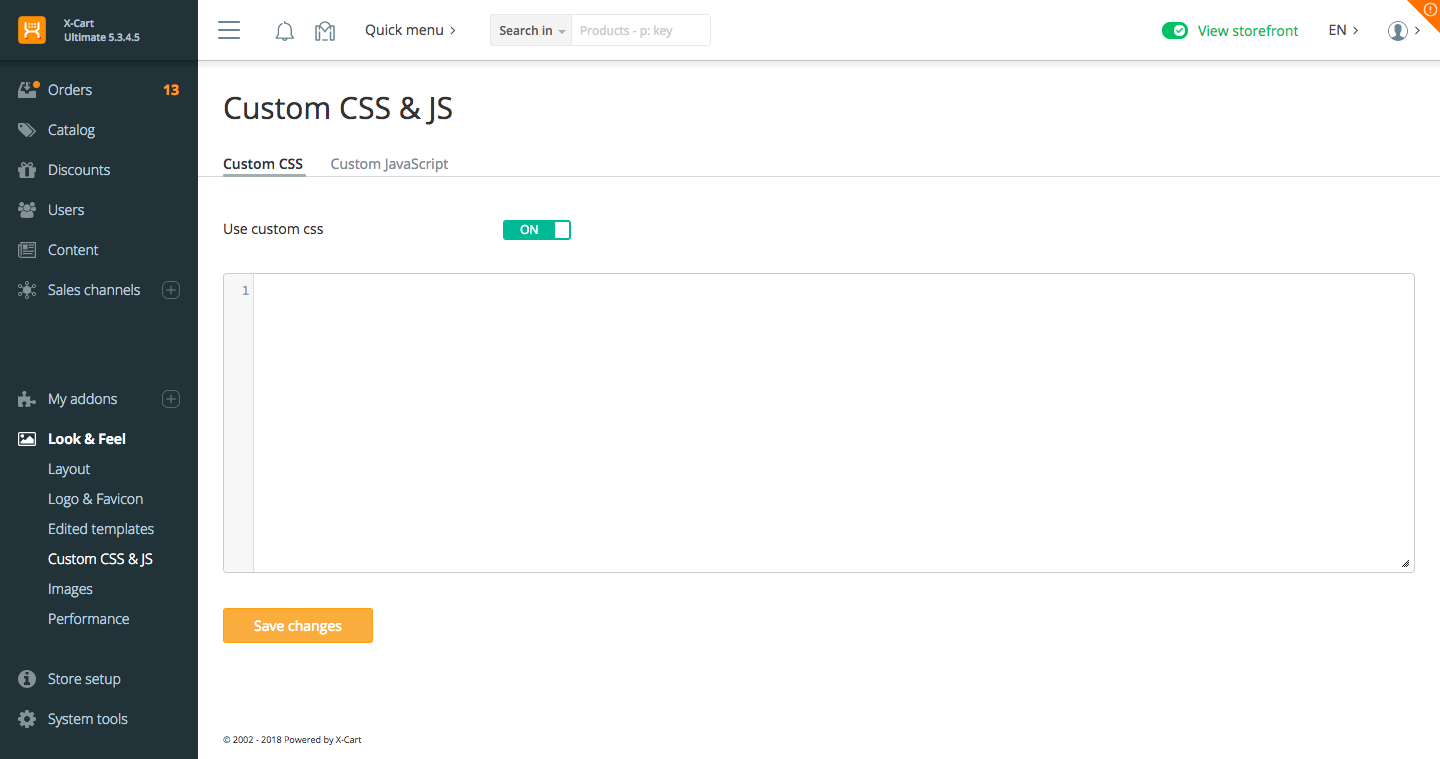 X-Cart
Ultimate 5.3.4.5
Quick menu
Search in
Products - p: key
View storefront
EN
Orders 13
Catalog
Discounts
Users
Content
Sales channels
My addons
Look & Feel
Layout
Logo & Favicon
Edited templates
Custom CSS & JS
Images
Performance
Store setup
System tools
Custom CSS & JS
Custom CSS
Custom JavaScript
Use custom css
ON
1
Save changes
© 2002 - 2018 Powered by X-Cart